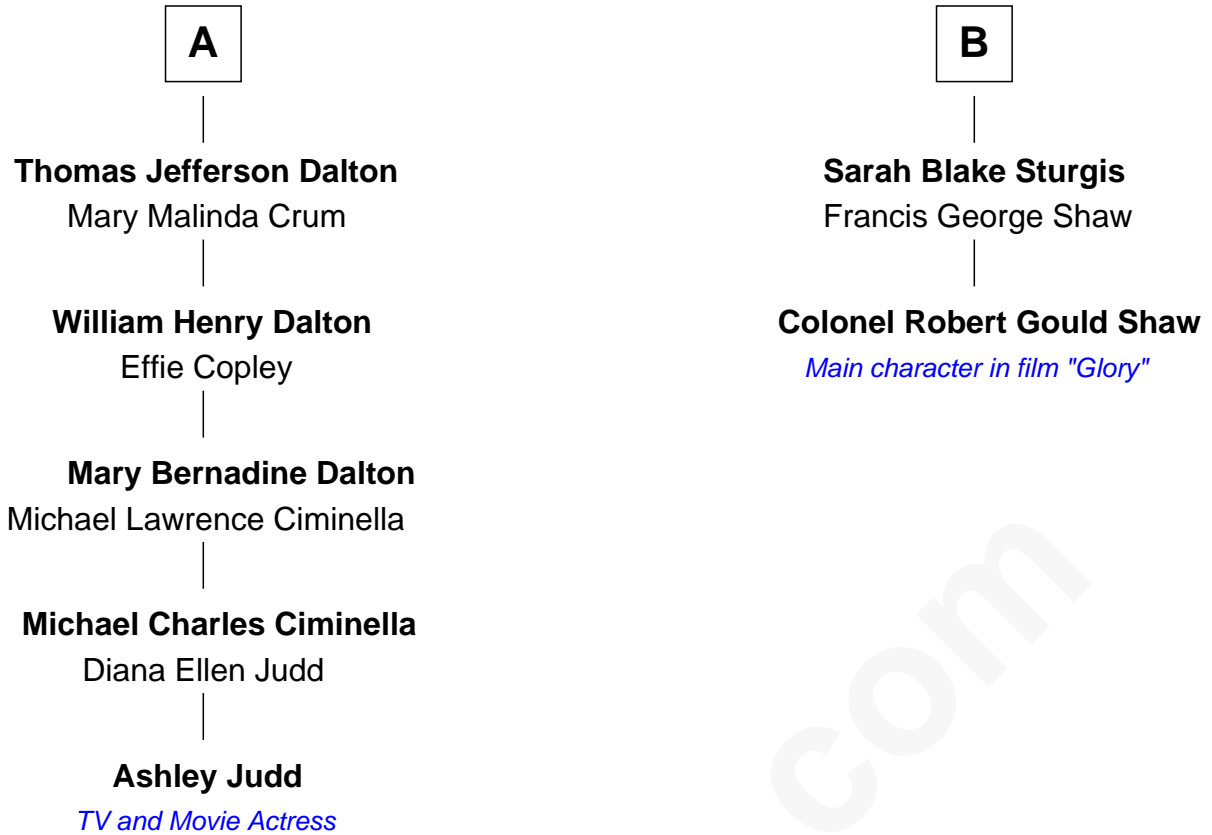 A
Thomas Jefferson Dalton
Mary Malinda Crum
William Henry Dalton
Effie Copley
Mary Bernadine Dalton
Michael Lawrence Ciminella
Michael Charles Ciminella
Diana Ellen Judd
Ashley Judd
TV and Movie Actress
B
Sarah Blake Sturgis
Francis George Shaw
Colonel Robert Gould Shaw
Main character in film "Glory"
com